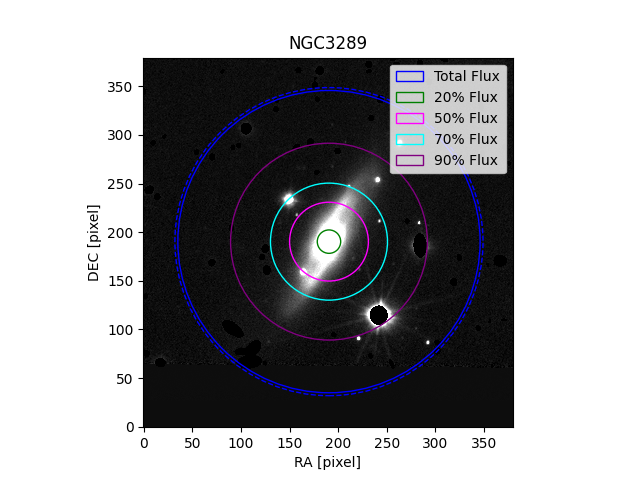 NGC3289
Total Flux
20% Flux
50% Flux
70% Flux
90% Flux
DEC [pixel]
350
300
250
200
150
100
50
0
0 50 100 150 200 250 300 350
RA [pixel]